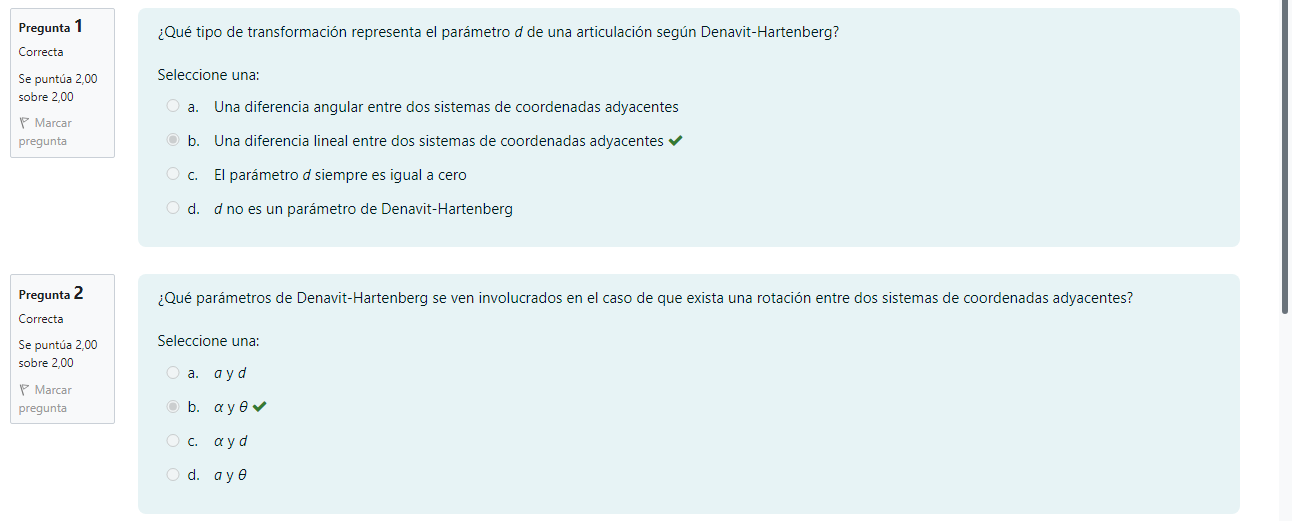 Pregunta 1
Correcta
Se puntúa 2,00
sobre 2,00
Marcar
pregunta
¿Qué tipo de transformación representa el parámetro d de una articulación según Denavit-Hartenberg?
Seleccione una:
a. Una diferencia angular entre dos sistemas de coordenadas adyacentes
b. Una diferencia lineal entre dos sistemas de coordenadas adyacentes
c. El parámetro d siempre es igual a cero
d. d no es un parámetro de Denavit-Hartenberg
Pregunta 2
Correcta
Se puntúa 2,00
sobre 2,00
Marcar
pregunta
¿Qué parámetros de Denavit-Hartenberg se ven involucrados en el caso de que exista una rotación entre dos sistemas de coordenadas adyacentes?
Seleccione una:
a. a y d
b. α y θ
c. α y d
d. a y θ